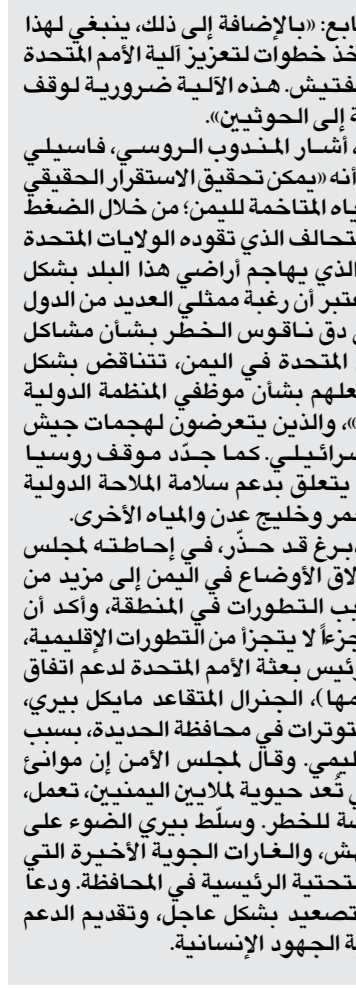 ابع: «بالإضافة إلى ذلك، ينبغي لهذا
خذ خطوات لتعزيز آلية الأمم المتحدة
فتيش. هذه الآلية ضرورية لوقف
ة إلى الحوثيين».
، أشار المندوب الروسي، فاسيلي
أنه «يمكن تحقيق الاستقرار الحقيقي
ياه المتاخمة لليمن؛ من خلال الضغط
تحالف الذي تقوده الولايات المتحدة
الذي يهاجم أراضي هذا البلد بشكل
عتبر أن رغبة ممثلي العديد من الدول
ي دق ناقوس الخطر بشأن مشاكل
المتحدة في اليمن، تتناقض بشكل
علهم بشأن موظفي المنظمة الدولية
»، والذين يتعرضون لهجمات جيش
سرائيلي. كما جدّد موقف روسيا
يتعلق بدعم سلامة الملاحة الدولية
حمر وخليج عدن والمياه الأخرى.
دبرغ قد حذّر، في إحاطته لمجلس
لاق الأوضاع في اليمن إلى مزيد من
بب التطورات في المنطقة، وأكد أن
جزءاً لا يتجزأ من التطورات الإقليمية،
رئيس بعثة الأمم المتحدة لدعم اتفاق
مها)، الجنرال المتقاعد مايكل بيري،
توترات في محافظة الحديدة، بسبب
ليمي. وقال لمجلس الأمن إن موانئ
ي تُعد حيوية لملايين اليمنيين، تعمل،
ضة للخطر. وسلّط بيري الضوء على
هش، والغارات الجوية الأخيرة التي
لتحتية الرئيسية في المحافظة. ودعا
تصعيد بشكل عاجل، وتقديم الدعم
ة الجهود الإنسانية.